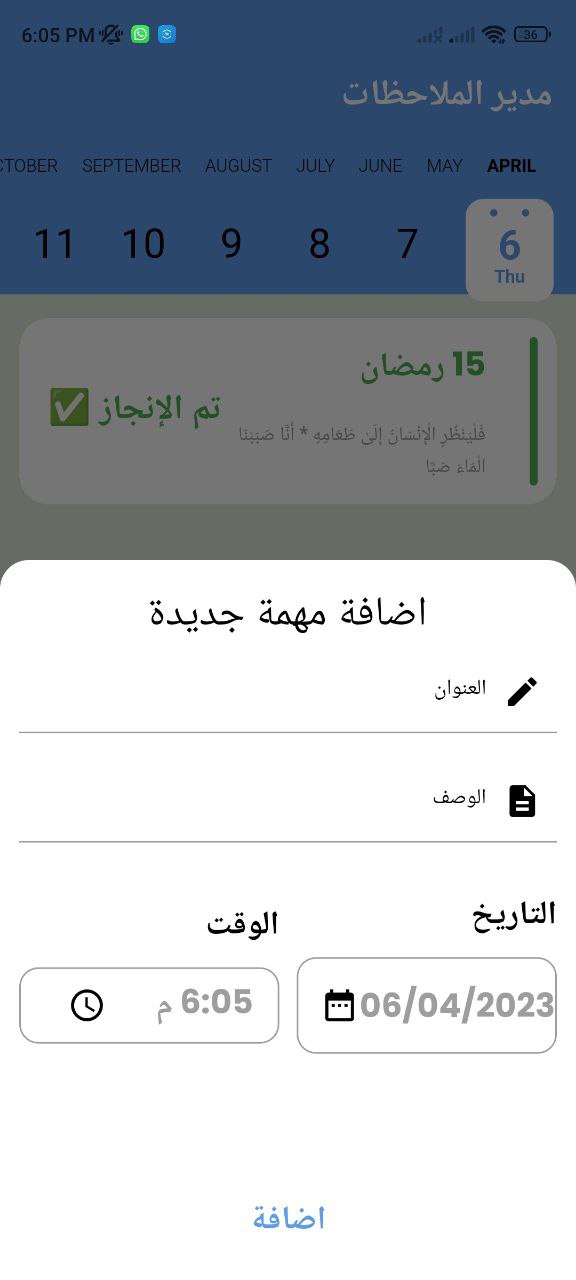 6:05 PM
36
مدير الملاحظات
APRIL MAY JUNE JULY AUGUST SEPTEMBER CTOBER
6 7 8 9 10 11
Thu
15 رمضان
تم الإنجاز ✅
فَلْيَنْظُرِ الْإِنْسَانُ إِلَىٰ طَعَامِهِ * أَنَّا صَبَبْنَا
الْمَاءَ صَبًّا
اضافة مهمة جديدة
العنوان
الوصف
التاريخ
الوقت
06/04/2023
6:05 م
اضافة